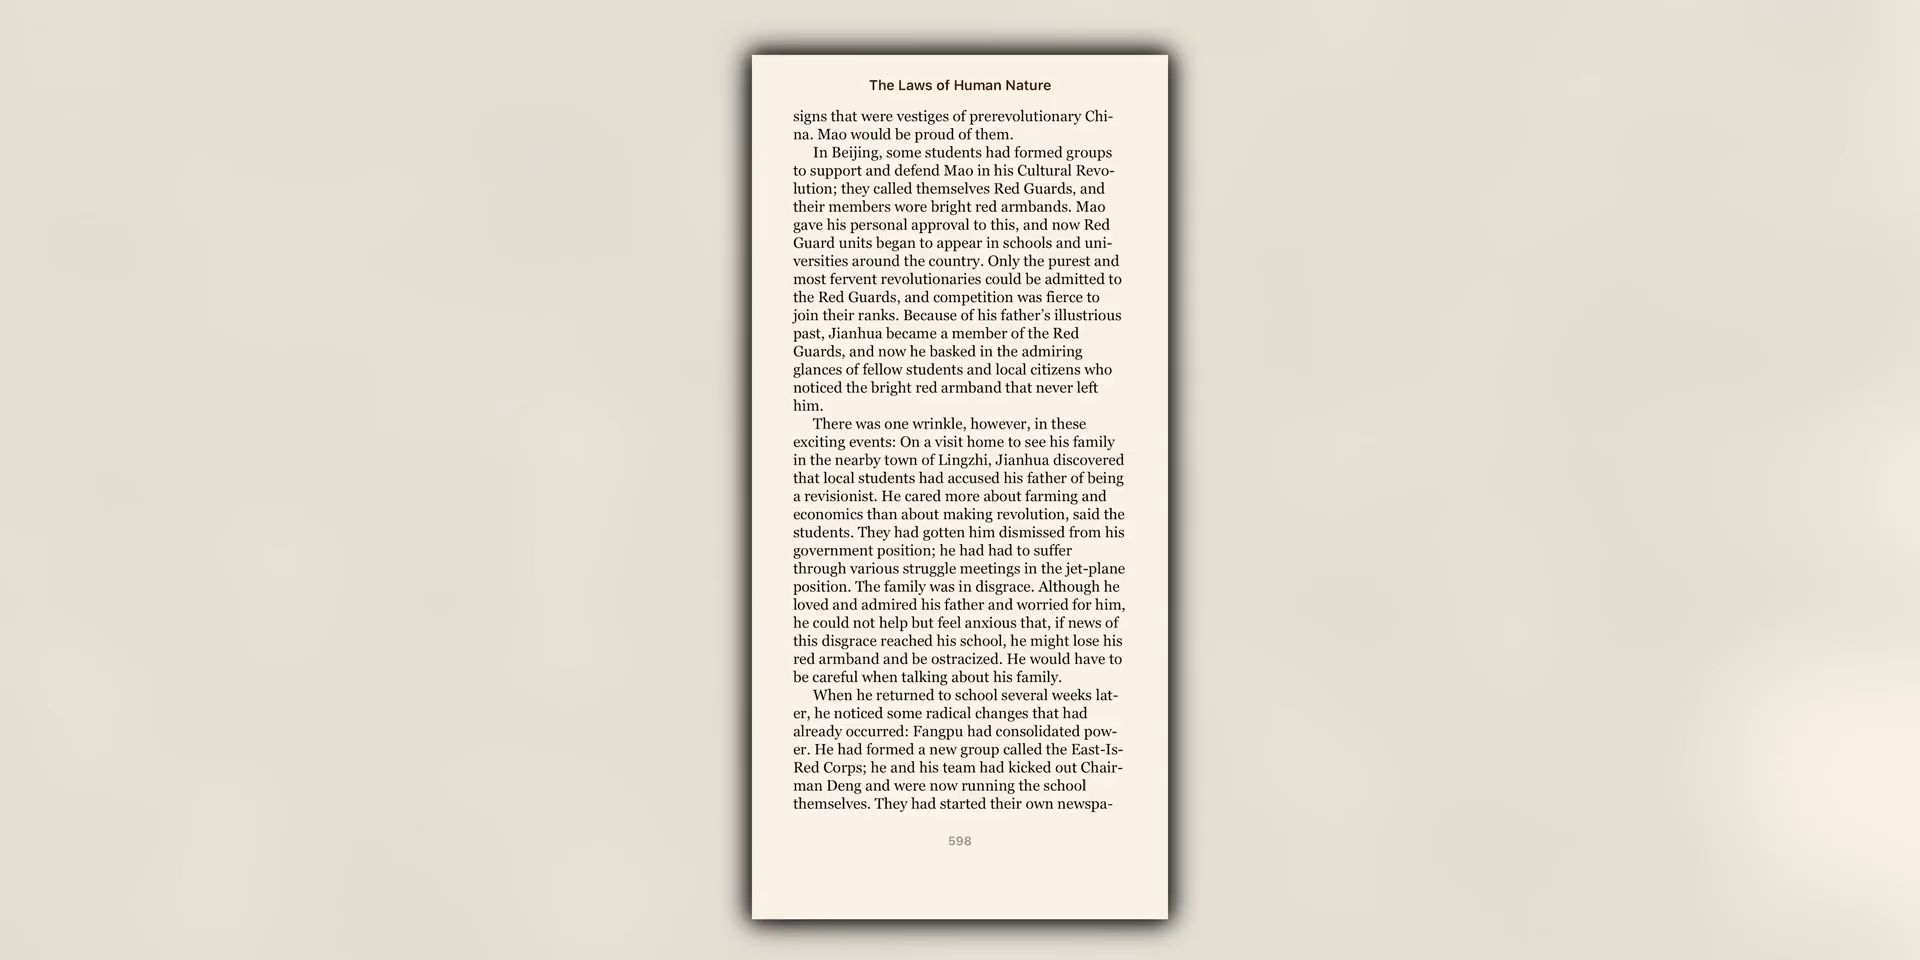 The Laws of Human Nature
signs that were vestiges of prerevolutionary Chi-
na. Mao would be proud of them.
In Beijing, some students had formed groups
to support and defend Mao in his Cultural Revo-
lution; they called themselves Red Guards, and
their members wore bright red armbands. Mao
gave his personal approval to this, and now Red
Guard units began to appear in schools and uni-
versities around the country. Only the purest and
most fervent revolutionaries could be admitted to
the Red Guards, and competition was fierce to
join their ranks. Because of his father’s illustrious
past, Jianhua became a member of the Red
Guards, and now he basked in the admiring
glances of fellow students and local citizens who
noticed the bright red armband that never left
him.
There was one wrinkle, however, in these
exciting events: On a visit home to see his family
in the nearby town of Lingzhi, Jianhua discovered
that local students had accused his father of being
a revisionist. He cared more about farming and
economics than about making revolution, said the
students. They had gotten him dismissed from his
government position; he had had to suffer
through various struggle meetings in the jet-plane
position. The family was in disgrace. Although he
loved and admired his father and worried for him,
he could not help but feel anxious that, if news of
this disgrace reached his school, he might lose his
red armband and be ostracized. He would have to
be careful when talking about his family.
When he returned to school several weeks lat-
er, he noticed some radical changes that had
already occurred: Fangpu had consolidated pow-
er. He had formed a new group called the East-Is-
Red Corps; he and his team had kicked out Chair-
man Deng and were now running the school
themselves. They had started their own newspa-
598